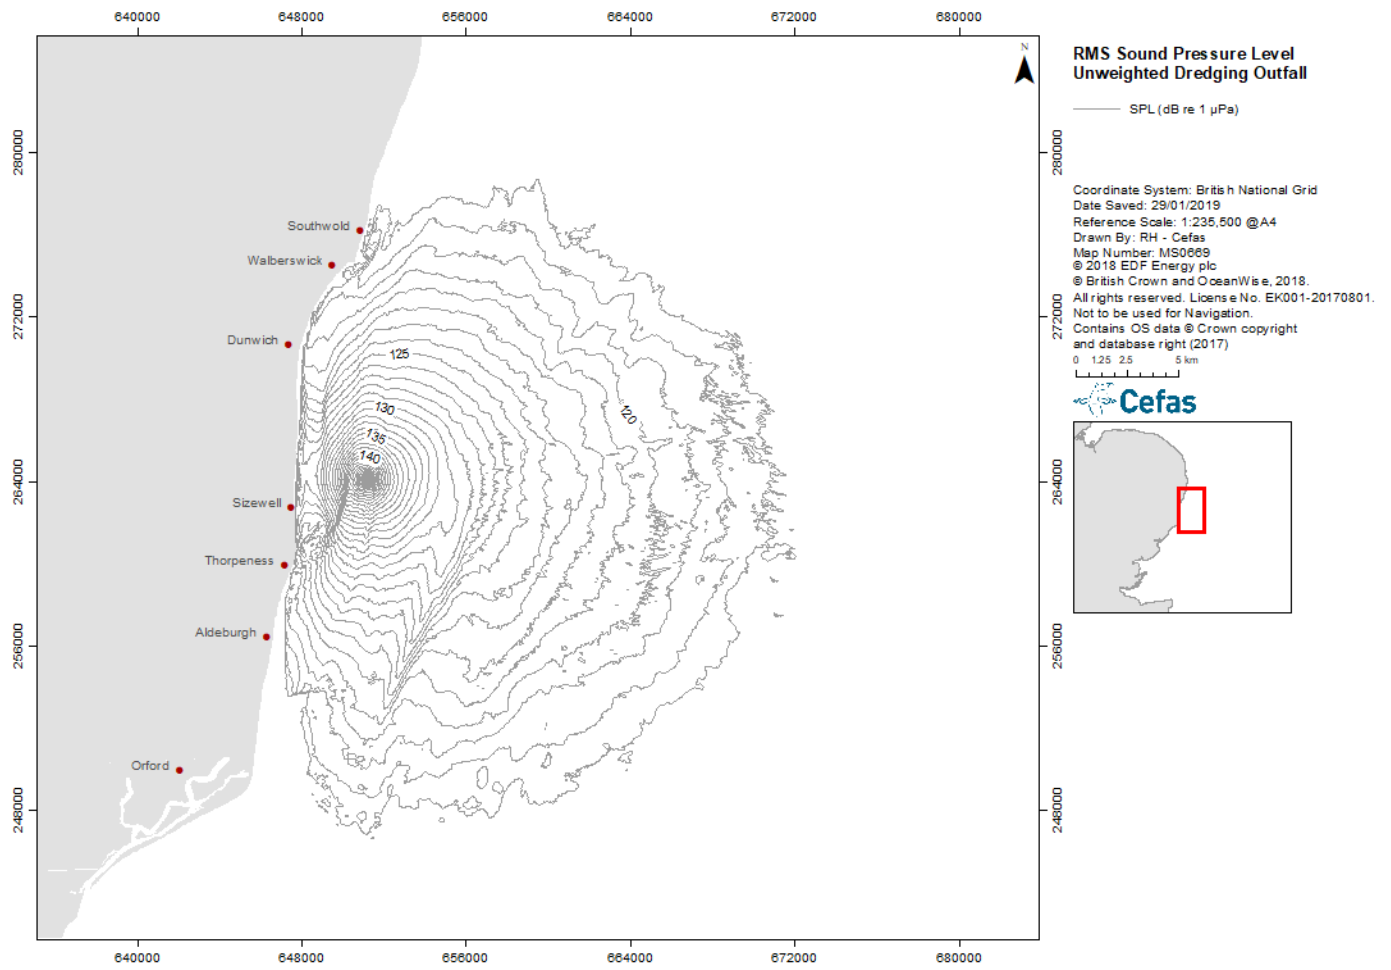 640000 648000 656000 664000 672000 680000
N
RMS Sound Pressure Level
Unweighted Dredging Outfall
SPL (dB re 1 µPa)
280000 280000
Coordinate System: British National Grid
Date Saved: 29/01/2019
Reference Scale: 1:235,500 @A4
Drawn By: RH - Cefas
Map Number: MS0669
© 2018 EDF Energy plc
© British Crown and OceanWise, 2018.
All rights reserved. License No. EK001-20170801.
Not to be used for Navigation.
Contains OS data © Crown copyright
and database right (2017)
0 1.25 2.5 5 km
Cefas
Southwold
Walberswick
272000 272000
Dunwich
125
130
120
135
140
264000 264000
Sizewell
Thorpeness
Aldeburgh
256000 256000
Orford
248000 248000
640000 648000 656000 664000 672000 680000